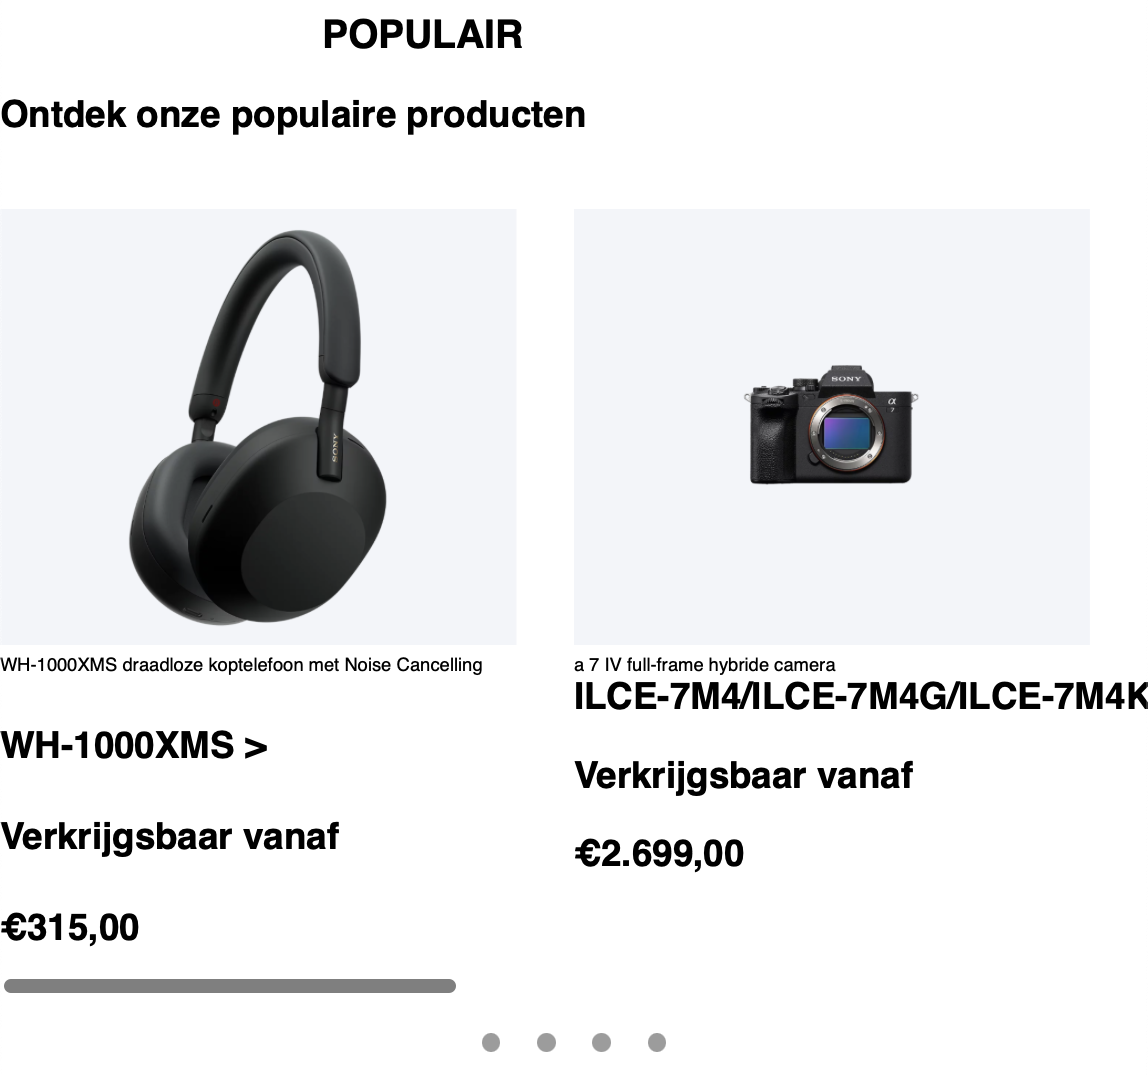 POPULAIR
Ontdek onze populaire producten
SONY
SONY
α
7
WH-1000XMS draadloze koptelefoon met Noise Cancelling
WH-1000XMS >
Verkrijgsbaar vanaf
€315,00
a 7 IV full-frame hybride camera
ILCE-7M4/ILCE-7M4G/ILCE-7M4K
Verkrijgsbaar vanaf
€2.699,00